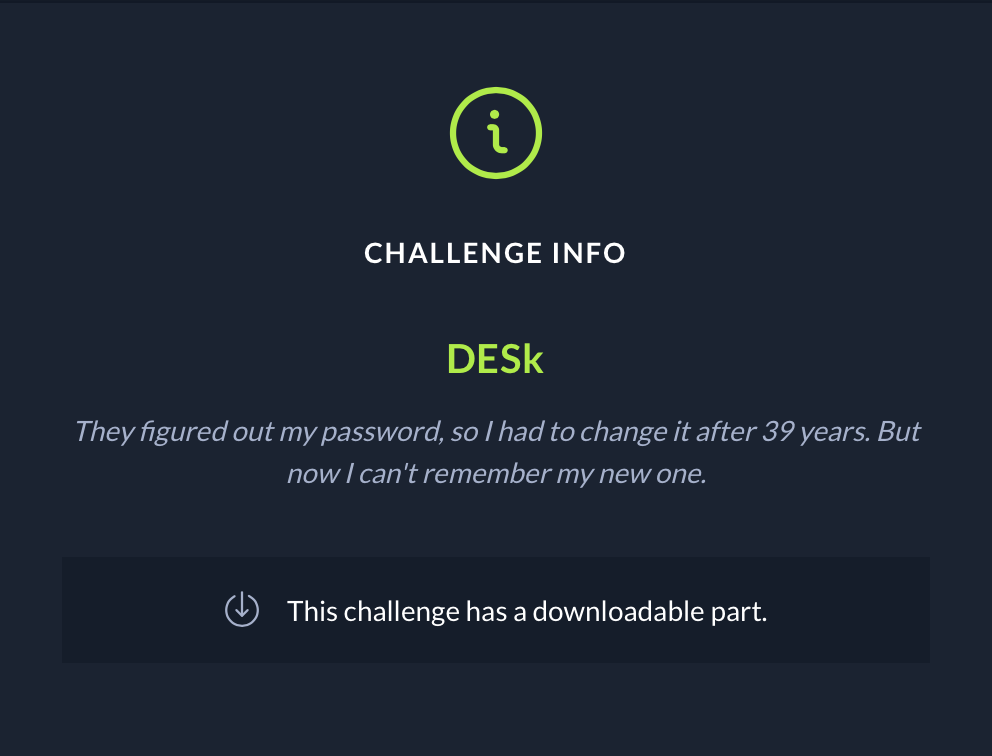 CHALLENGE INFO
DESk
They figured out my password, so I had to change it after 39 years. But
now I can't remember my new one.
This challenge has a downloadable part.